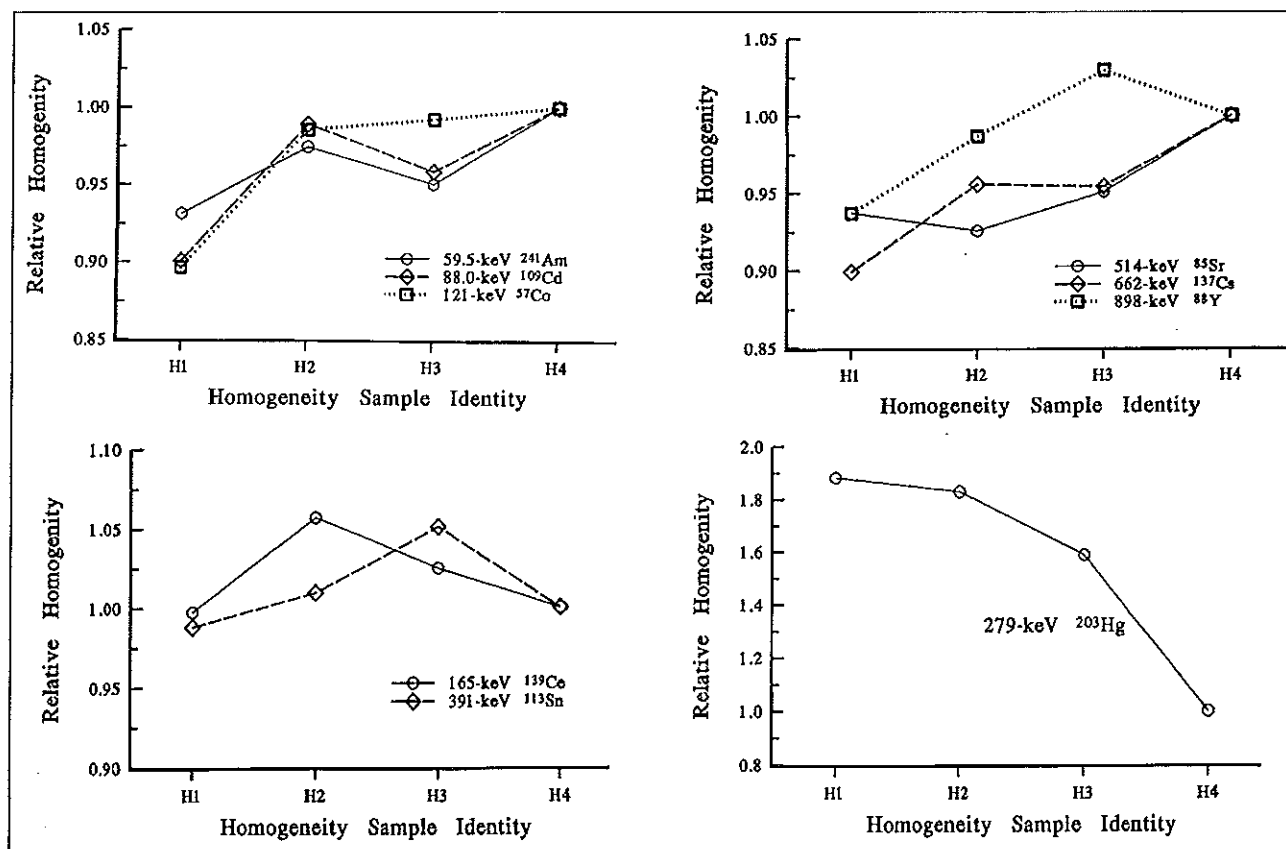 1.05
1.00
0.95
0.90
0.85
Relative Homogenity
59.5-keV ²⁴¹Am
88.0-keV ¹⁰⁹Cd
121-keV ⁵⁷Co
H1 H2 H3 H4
Homogeneity Sample Identity
1.05
1.00
0.95
0.90
0.85
Relative Homogenity
514-keV ⁸⁵Sr
662-keV ¹³⁷Cs
898-keV ⁸⁸Y
H1 H2 H3 H4
Homogeneity Sample Identity
1.10
1.05
1.00
0.95
0.90
Relative Homogenity
165-keV ¹³⁹Ce
391-keV ¹¹³Sn
H1 H2 H3 H4
Homogeneity Sample Identity
2.0
1.8
1.6
1.4
1.2
1.0
0.8
Relative Homogenity
279-keV ²⁰³Hg
H1 H2 H3 H4
Homogeneity Sample Identity